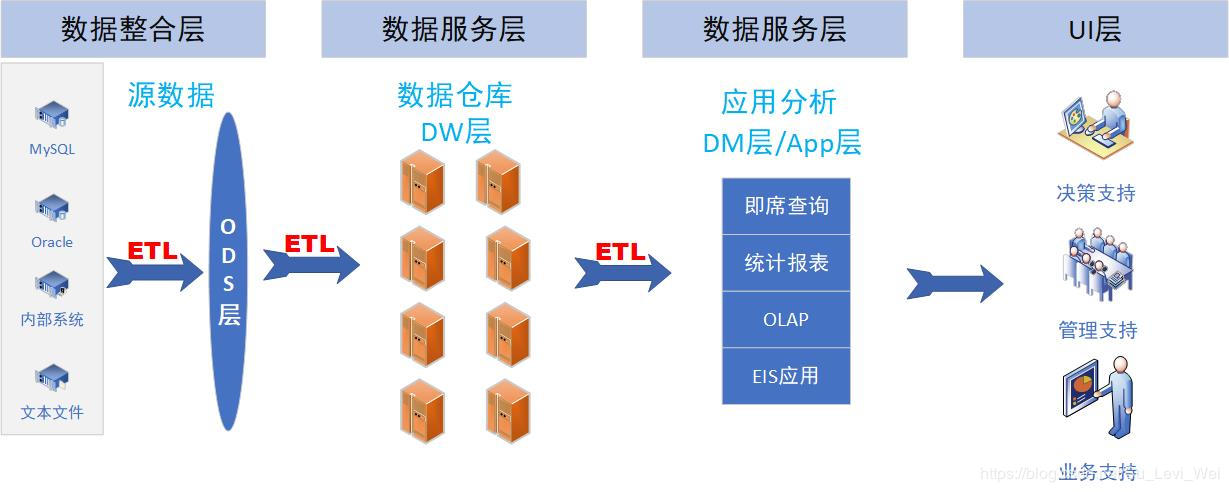 数据整合层
数据服务层
数据服务层
UI层
源数据
MySQL
Oracle
内部系统
文本文件
ETL
ODS层
ETL
数据仓库
DW层
ETL
应用分析
DM层/App层
即席查询
统计报表
OLAP
EIS应用
决策支持
管理支持
业务支持
https://blog.
Levi_Wei